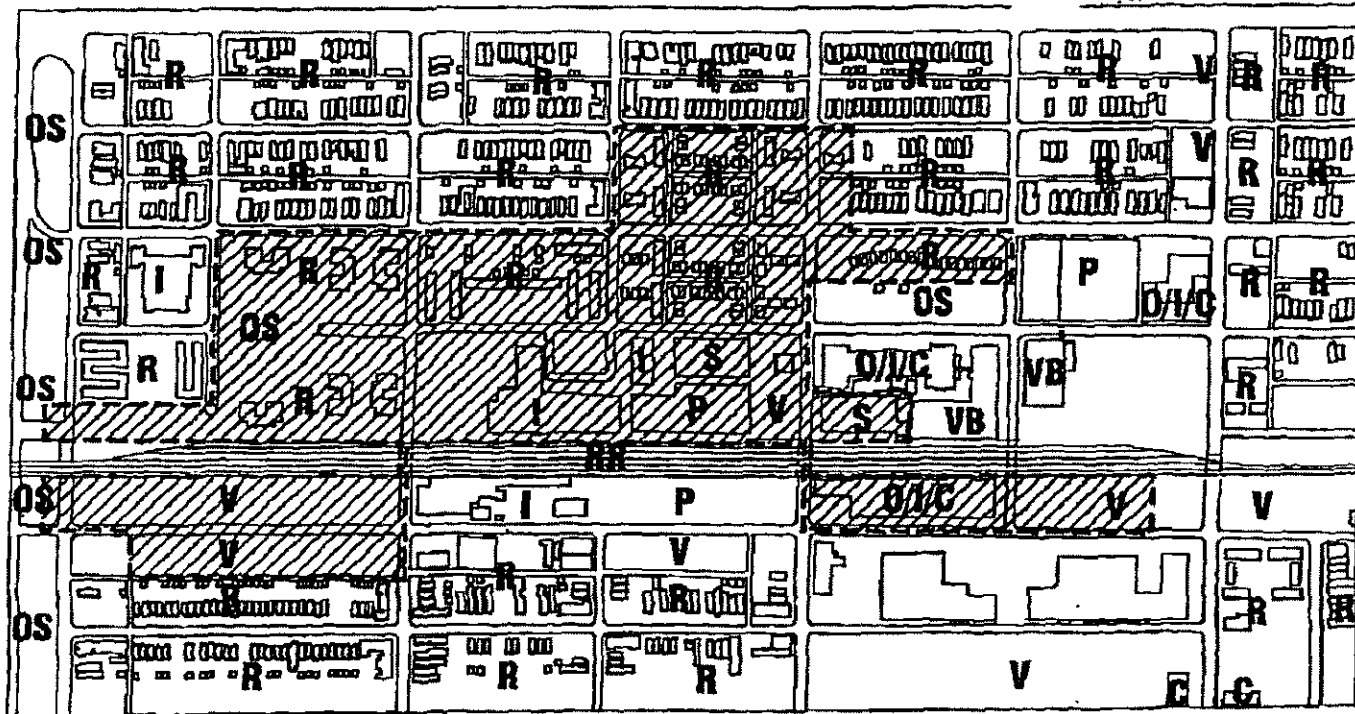 R R R R R R V R R
OS
R R R R R V R R
OS R I R R R R P R R
OS OS O/I/C
OS R R I S O/I/C VB R
I P V S VB
RR
OS V I P O/I/C V V
V R V
R R R R
OS
R R R V C C